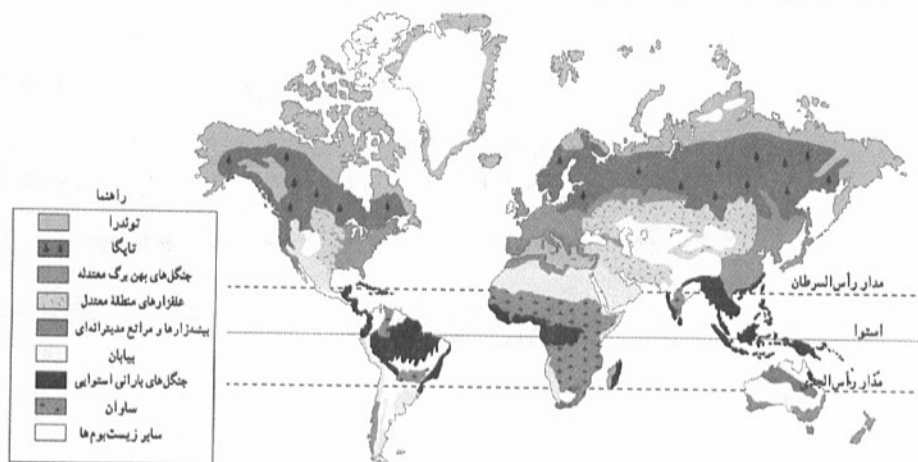 راهنما
توندرا
تایگا
جنگل‌های پهن برگ معتدله
علفزارهای منطقهٔ معتدل
بیشه‌زارها و مراتع مدیترانه‌ای
بیابان
جنگل‌های بارانی استوایی
ساوان
سایر زیست‌بوم‌ها
مدار رأس‌السرطان
استوا
مدار رأس‌الجدی